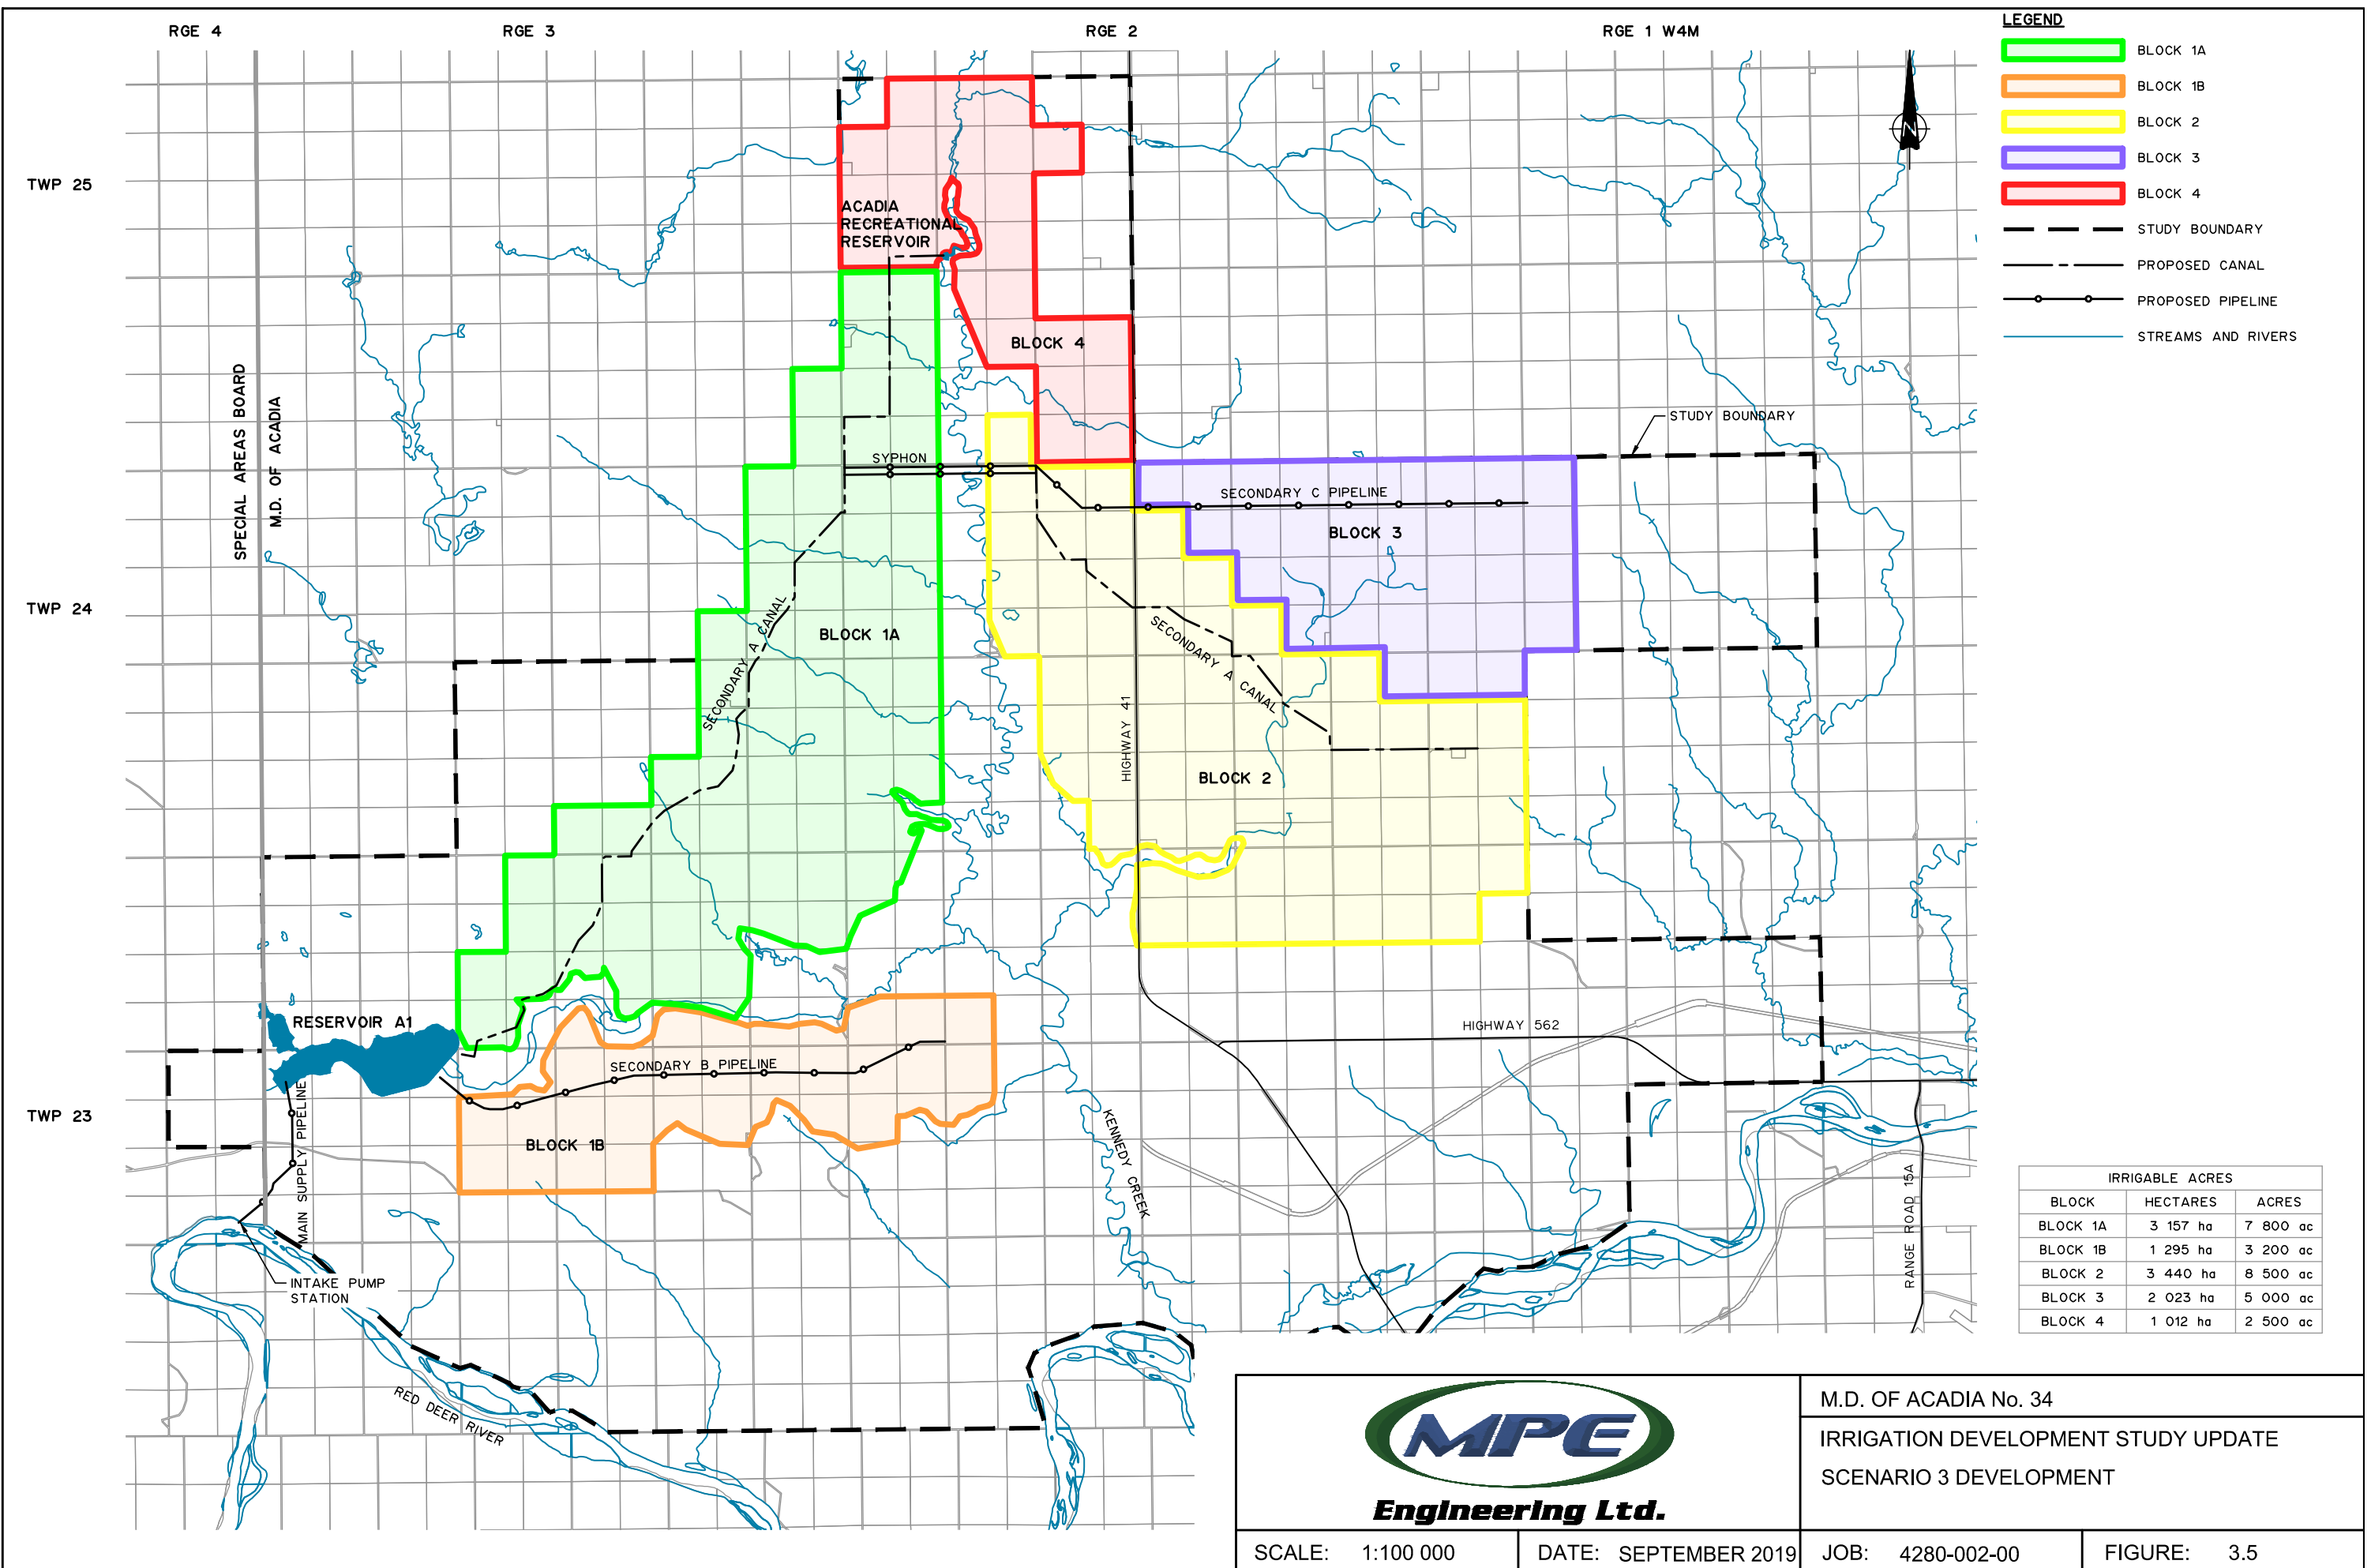 RGE 4
RGE 3
RGE 2
RGE 1 W4M
LEGEND
BLOCK 1A
BLOCK 1B
BLOCK 2
BLOCK 3
BLOCK 4
STUDY BOUNDARY
PROPOSED CANAL
PROPOSED PIPELINE
STREAMS AND RIVERS
N
TWP 25
TWP 24
TWP 23
SPECIAL AREAS BOARD
M.D. OF ACADIA
ACADIA
RECREATIONAL
RESERVOIR
BLOCK 4
STUDY BOUNDARY
SYPHON
SECONDARY C PIPELINE
BLOCK 3
SECONDARY A CANAL
BLOCK 1A
SECONDARY A CANAL
HIGHWAY 41
BLOCK 2
RESERVOIR A1
HIGHWAY 562
SECONDARY B PIPELINE
BLOCK 1B
MAIN SUPPLY PIPELINE
KENNEDY CREEK
INTAKE PUMP
STATION
RED DEER RIVER
RANGE ROAD 15A
IRRIGABLE ACRES
BLOCK HECTARES ACRES
BLOCK 1A 3 157 ha 7 800 ac
BLOCK 1B 1 295 ha 3 200 ac
BLOCK 2 3 440 ha 8 500 ac
BLOCK 3 2 023 ha 5 000 ac
BLOCK 4 1 012 ha 2 500 ac
MPE
Engineering Ltd.
M.D. OF ACADIA No. 34
IRRIGATION DEVELOPMENT STUDY UPDATE
SCENARIO 3 DEVELOPMENT
SCALE: 1:100 000
DATE: SEPTEMBER 2019
JOB: 4280-002-00
FIGURE: 3.5